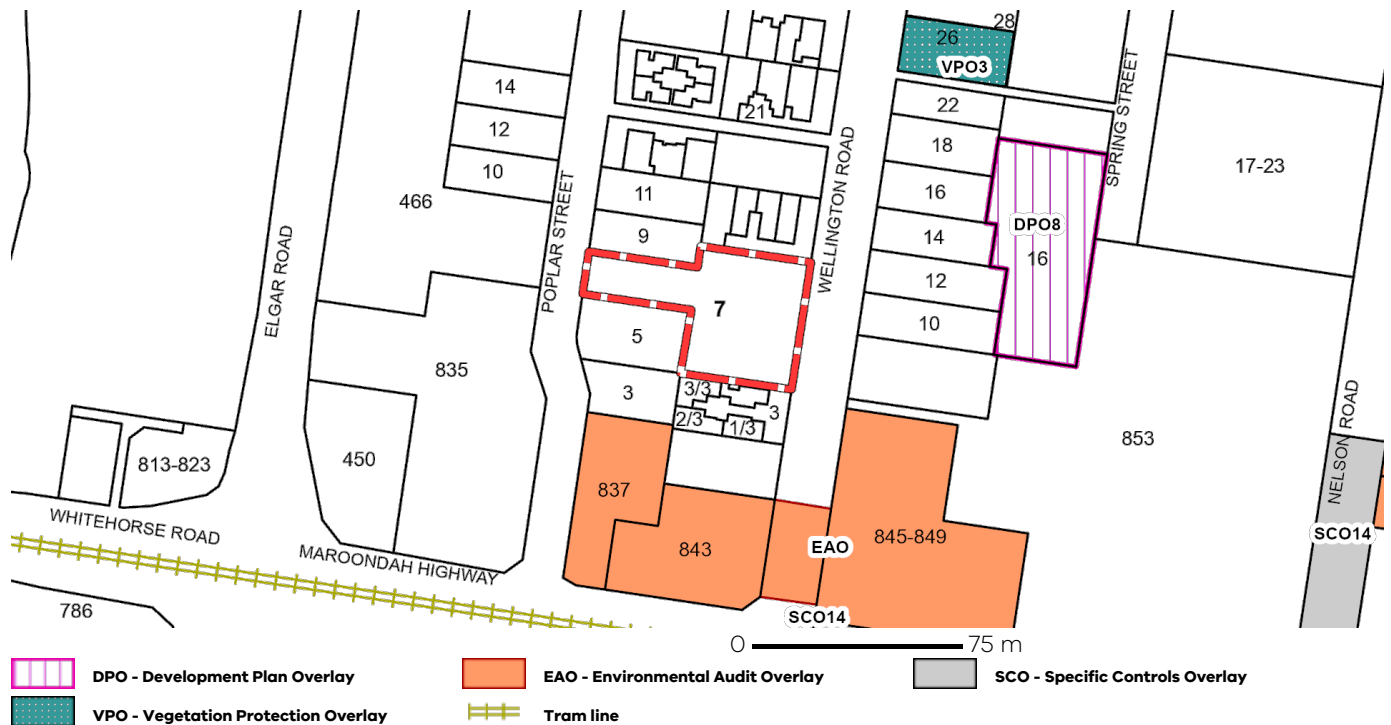 28
26
VPO3
14
12
10
466
21
22
18
16
14
12
10
SPRING STREET
17-23
DPO8
16
11
9
7
5
3
3/3
2/3
1/3
3
WELLINGTON ROAD
POPLAR STREET
ELGAR ROAD
835
450
813-823
853
NELSON ROAD
837
843
EAO
845-849
SCO14
SCO14
WHITEHORSE ROAD
MAROONDAH HIGHWAY
786
0 75 m
DPO - Development Plan Overlay
EAO - Environmental Audit Overlay
SCO - Specific Controls Overlay
VPO - Vegetation Protection Overlay
Tram line